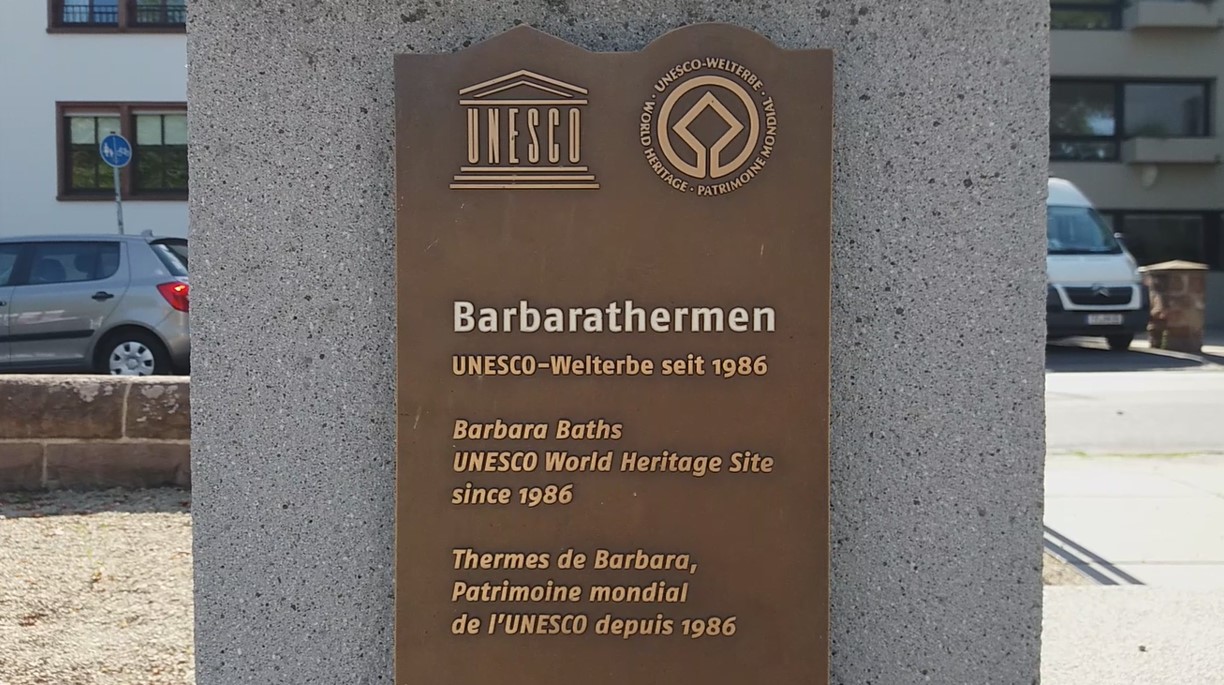 UNESCO
UNESCO-WELTERBE · WORLD HERITAGE · PATRIMOINE MONDIAL ·
Barbarathermen
UNESCO-Welterbe seit 1986
Barbara Baths
UNESCO World Heritage Site
since 1986
Thermes de Barbara,
Patrimoine mondial
de l'UNESCO depuis 1986